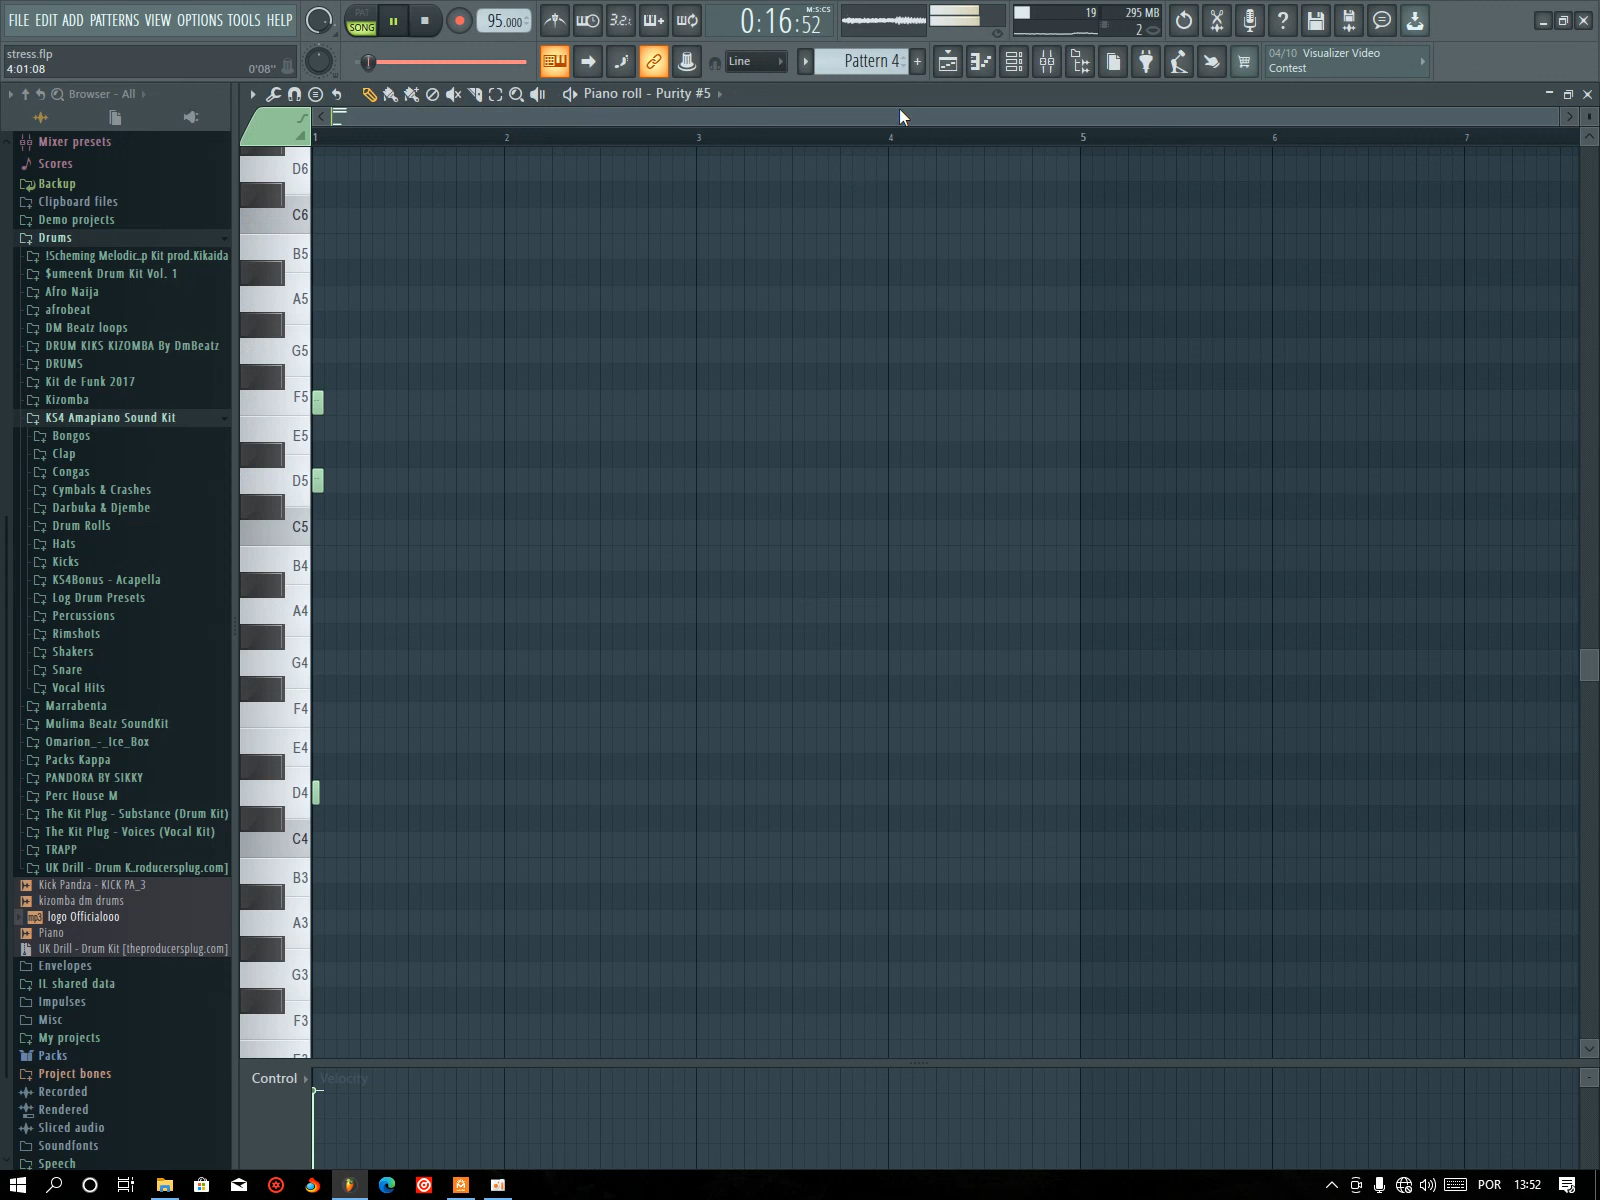 FILE EDIT ADD PATTERNS VIEW OPTIONS TOOLS HELP
PAT
SONG
95.000
3.2.
0:16:52
M:S:CS
19
295 MB
2
stress.flp
4:01:08
0'08"
Line
Pattern 4
04/10 Visualizer Video
Contest
Browser - All
Piano roll - Purity #5
1 2 3 4 5 6 7
Mixer presets
Scores
Backup
Clipboard files
Demo projects
Drums
!Scheming Melodic..p Kit prod.Kikaida
$umeenk Drum Kit Vol. 1
Afro Naija
afrobeat
DM Beatz loops
DRUM KIKS KIZOMBA By DmBeatz
DRUMS
Kit de Funk 2017
Kizomba
KS4 Amapiano Sound Kit
Bongos
Clap
Congas
Cymbals & Crashes
Darbuka & Djembe
Drum Rolls
Hats
Kicks
KS4Bonus - Acapella
Log Drum Presets
Percussions
Rimshots
Shakers
Snare
Vocal Hits
Marrabenta
Mulima Beatz SoundKit
Omarion_-_Ice_Box
Packs Kappa
PANDORA BY SIKKY
Perc House M
The Kit Plug - Substance (Drum Kit)
The Kit Plug - Voices (Vocal Kit)
TRAPP
UK Drill - Drum K..roducersplug.com]
Kick Pandza - KICK PA_3
kizomba dm drums
mp3 logo Officialooo
Piano
UK Drill - Drum Kit [theproducersplug.com]
Envelopes
IL shared data
Impulses
Misc
My projects
Packs
Project bones
Recorded
Rendered
Sliced audio
Soundfonts
Speech
D6
C6
B5
A5
G5
F5
E5
D5
C5
B4
A4
G4
F4
E4
D4
C4
B3
A3
G3
F3
Control
Velocity
POR
13:52